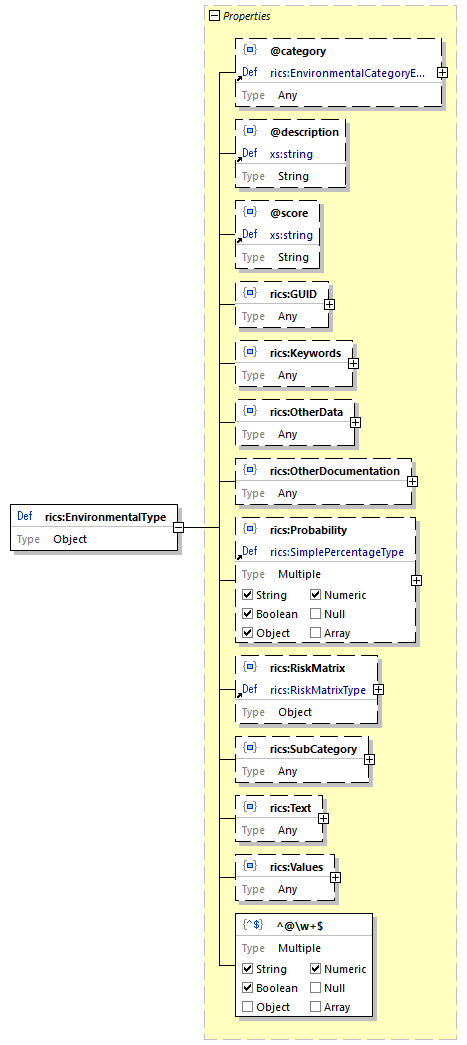 Properties
@category
Def rics:EnvironmentalCategoryE...
Type Any
@description
Def xs:string
Type String
@score
Def xs:string
Type String
rics:GUID
Type Any
rics:Keywords
Type Any
rics:OtherData
Type Any
rics:OtherDocumentation
Type Any
Def rics:EnvironmentalType
Type Object
rics:Probability
Def rics:SimplePercentageType
Type Multiple
String Numeric
Boolean Null
Object Array
rics:RiskMatrix
Def rics:RiskMatrixType
Type Object
rics:SubCategory
Type Any
rics:Text
Type Any
rics:Values
Type Any
{^$} ^@\w+$
Type Multiple
String Numeric
Boolean Null
Object Array